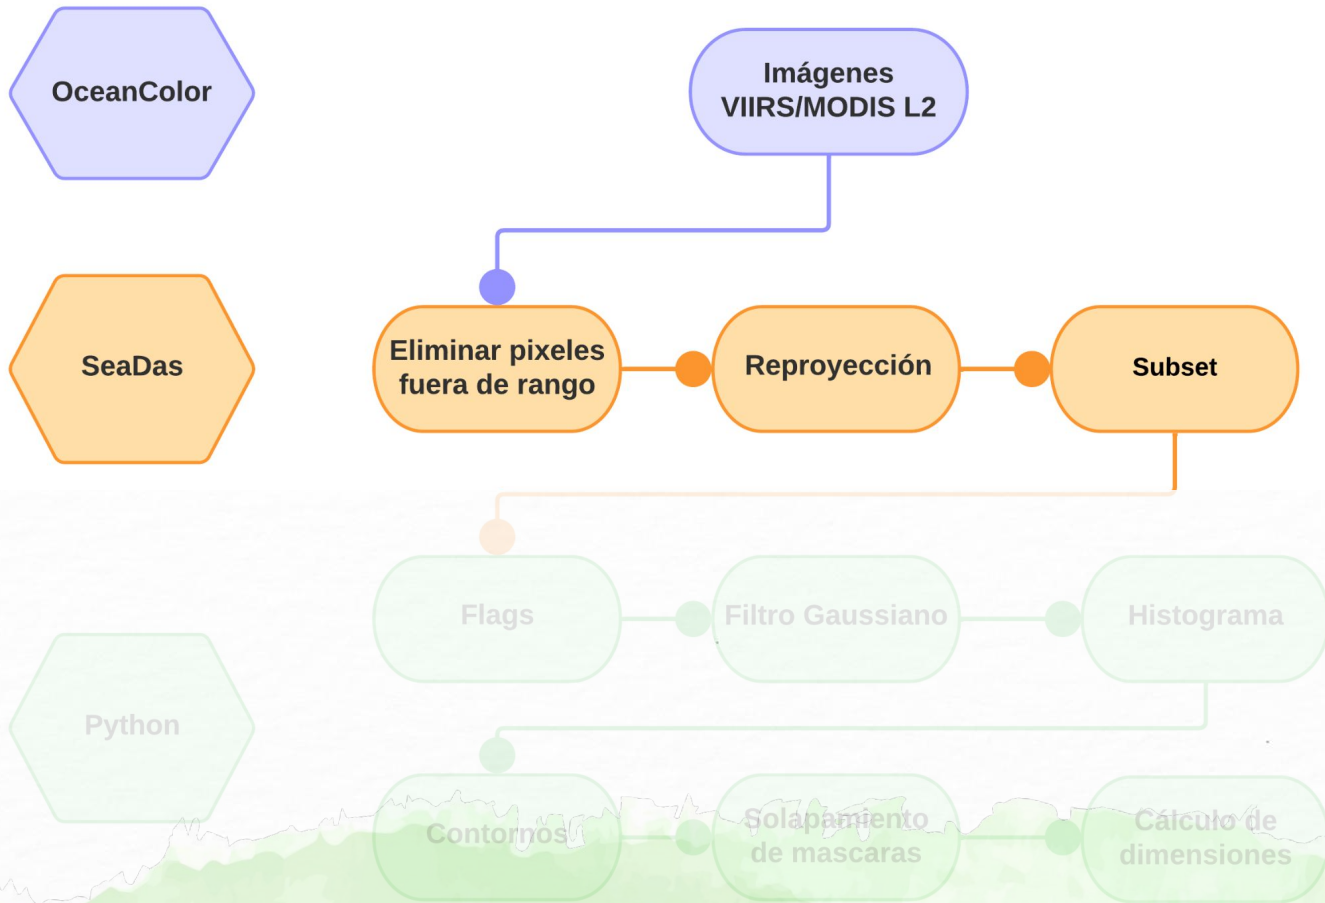 OceanColor
Imágenes
VIIRS/MODIS L2
SeaDas
Eliminar pixeles
fuera de rango
Reproyección
Subset
Python
Flags
Filtro Gaussiano
Histograma
Contornos
Solapamiento
de mascaras
Cálculo de
dimensiones